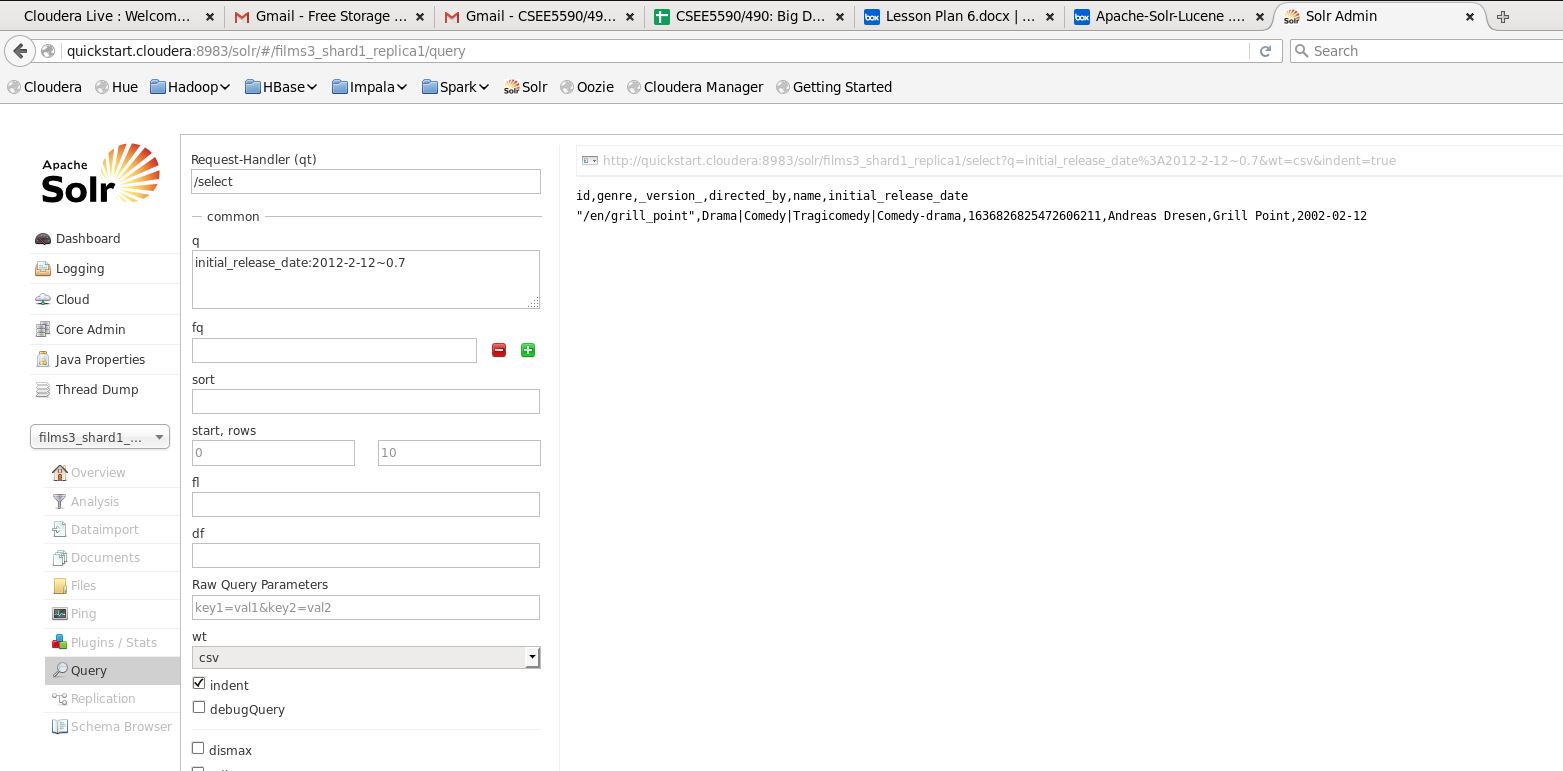 Cloudera Live : Welcom... Gmail - Free Storage ... Gmail - CSEE5590/49... CSEE5590/490: Big D... Lesson Plan 6.docx | ... Apache-Solr-Lucene .... Solr Admin
quickstart.cloudera:8983/solr/#/films3_shard1_replica1/query Search
Cloudera Hue Hadoop HBase Impala Spark Solr Oozie Cloudera Manager Getting Started
Apache
Solr
Dashboard
Logging
Cloud
Core Admin
Java Properties
Thread Dump
films3_shard1_...
Overview
Analysis
Dataimport
Documents
Files
Ping
Plugins / Stats
Query
Replication
Schema Browser
Request-Handler (qt)
/select
common
q
initial_release_date:2012-2-12~0.7
fq
sort
start, rows
0 10
fl
df
Raw Query Parameters
key1=val1&key2=val2
wt
csv
indent
debugQuery
dismax
http://quickstart.cloudera:8983/solr/films3_shard1_replica1/select?q=initial_release_date%3A2012-2-12~0.7&wt=csv&indent=true
id,genre,_version_,directed_by,name,initial_release_date
"/en/grill_point",Drama|Comedy|Tragicomedy|Comedy-drama,1636826825472606211,Andreas Dresen,Grill Point,2002-02-12